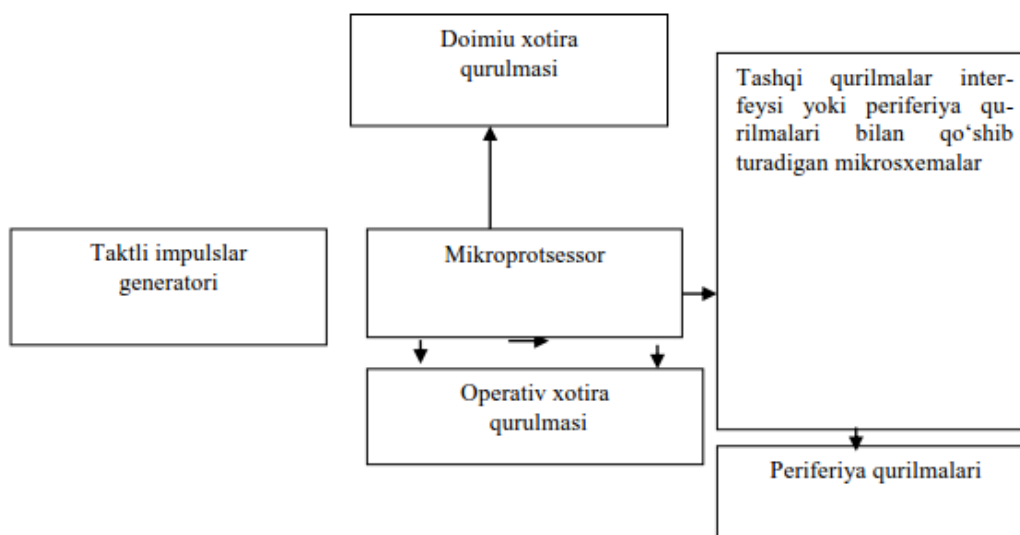 Doimiu xotira
qurulmasi
Tashqi qurilmalar inter-
feysi yoki periferiya qu-
rilmalari bilan qo‘shib
turadigan mikrosxemalar
Taktli impulslar
generatori
Mikroprotsessor
Operativ xotira
qurulmasi
Periferiya qurilmalari